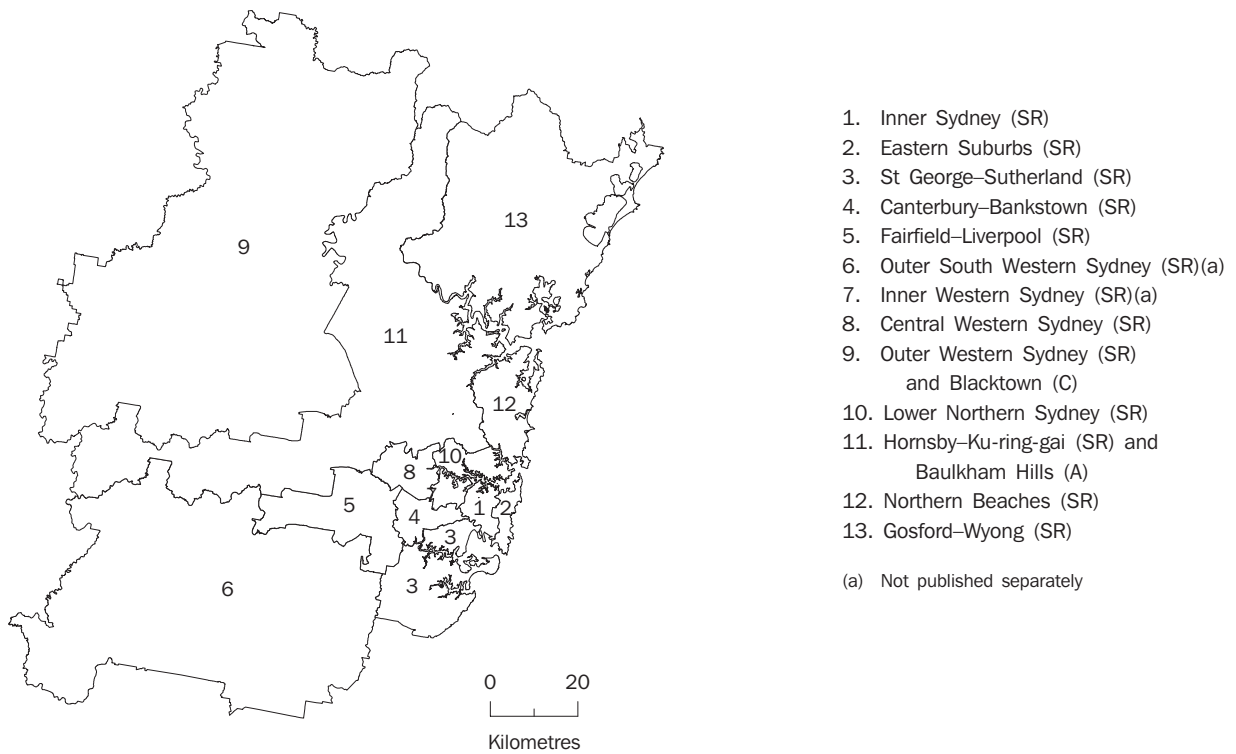 13
9
11
12
10
8
5
1
2
4
3
6
3
0 20
Kilometres
1. Inner Sydney (SR)
2. Eastern Suburbs (SR)
3. St George–Sutherland (SR)
4. Canterbury–Bankstown (SR)
5. Fairfield–Liverpool (SR)
6. Outer South Western Sydney (SR)(a)
7. Inner Western Sydney (SR)(a)
8. Central Western Sydney (SR)
9. Outer Western Sydney (SR)
and Blacktown (C)
10. Lower Northern Sydney (SR)
11. Hornsby–Ku-ring-gai (SR) and
Baulkham Hills (A)
12. Northern Beaches (SR)
13. Gosford–Wyong (SR)
(a) Not published separately